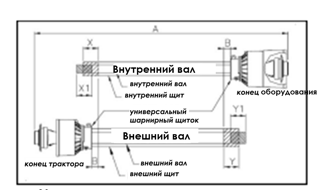 A
X
B
Внутренний вал
внутренний вал
внутренний щит
X1
конец оборудования
универсальный
шарнирный щиток
Y1
Внешний вал
конец трактора
B
внешний вал
внешний щит
Y